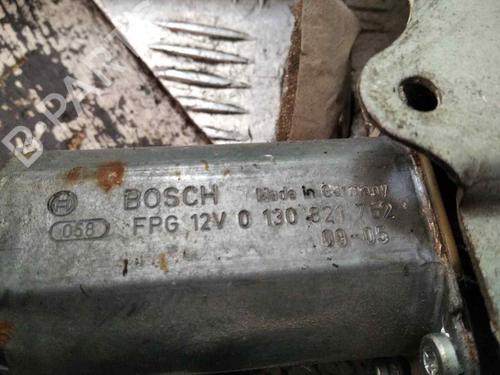 BOSCH Made in Germany
058 FPG 12V 0 130 821 762
09-05
B-PARTS